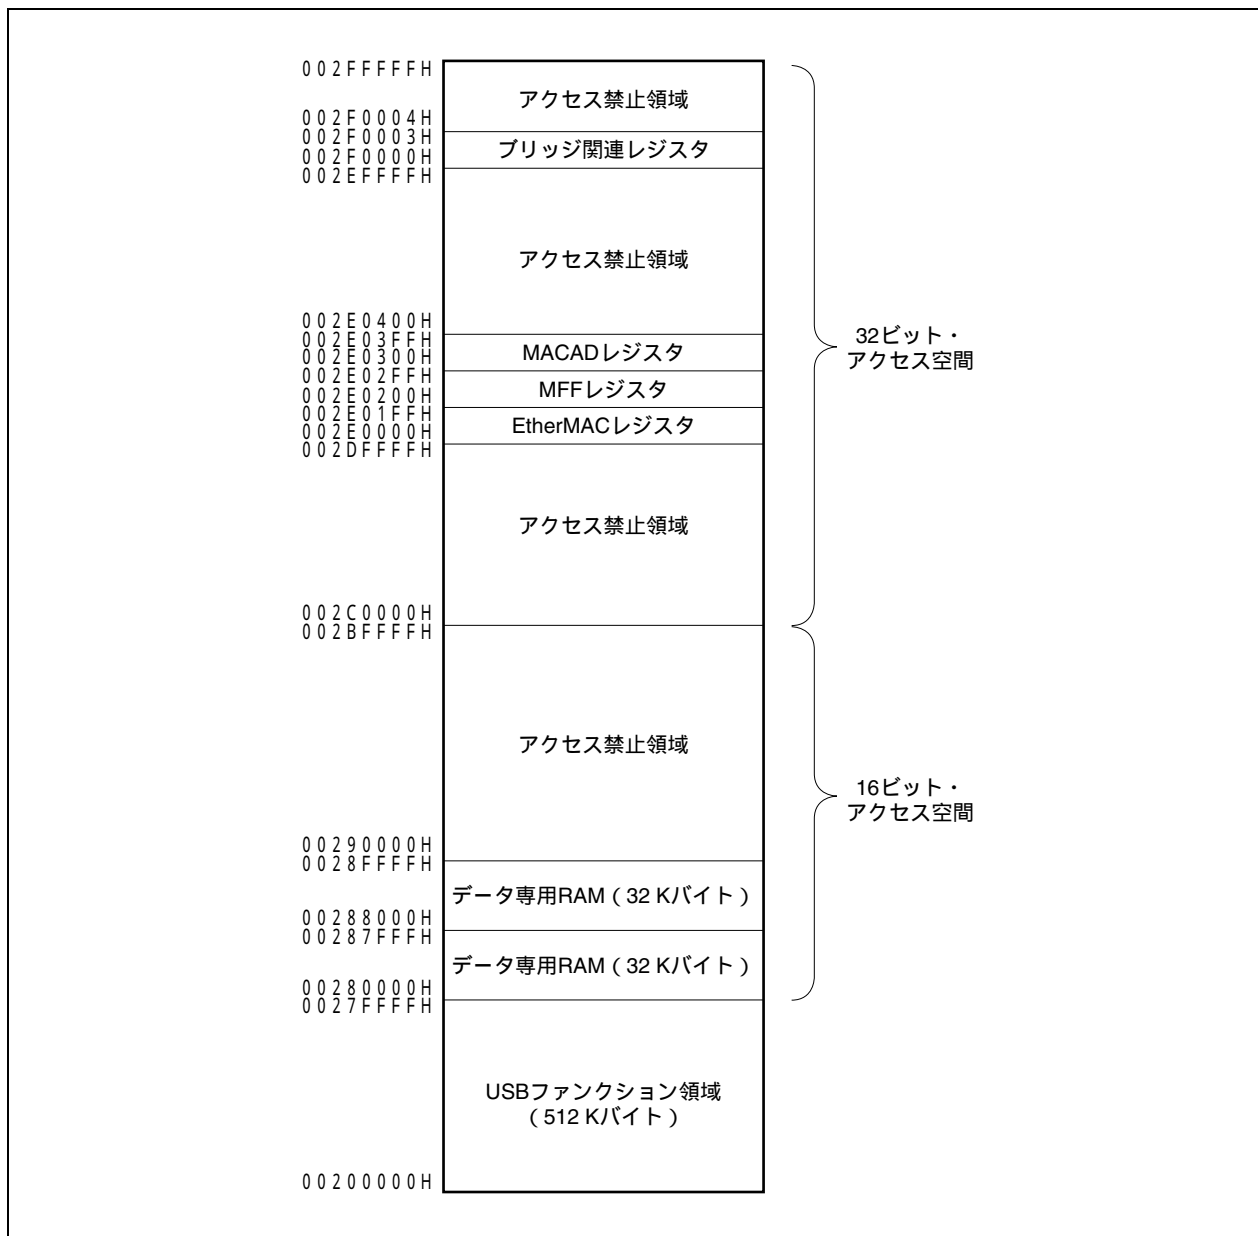 002FFFFFH
アクセス禁止領域
002F0004H
002F0003H
ブリッジ関連レジスタ
002F0000H
002EFFFFH
アクセス禁止領域
002E0400H
002E03FFH
MACADレジスタ
002E0300H
002E02FFH
MFFレジスタ
002E0200H
002E01FFH
EtherMACレジスタ
002E0000H
002DFFFFH
アクセス禁止領域
002C0000H
32ビット・
アクセス空間
002BFFFFH
アクセス禁止領域
00290000H
0028FFFFH
データ専用RAM（32 Kバイト）
00288000H
00287FFFH
データ専用RAM（32 Kバイト）
00280000H
16ビット・
アクセス空間
0027FFFFH
USBファンクション領域
（512 Kバイト）
00200000H